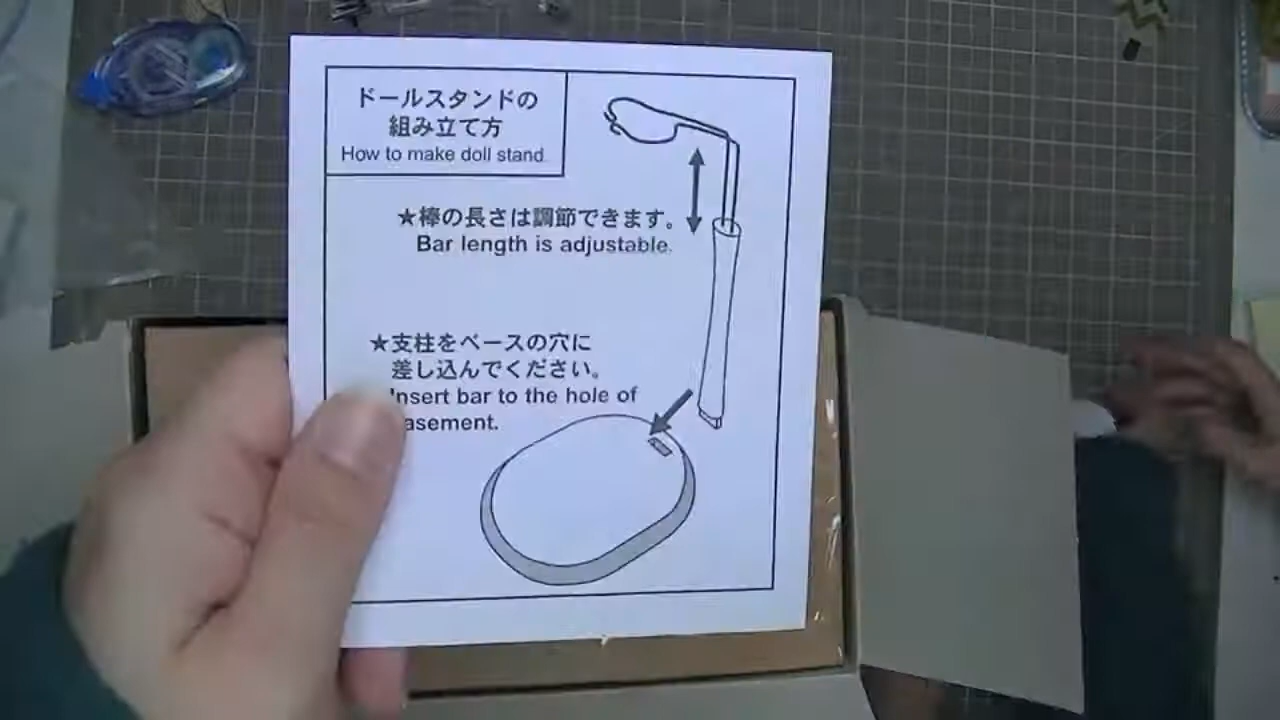 ドールスタンドの
組み立て方
How to make doll stand.
★棒の長さは調節できます。
Bar length is adjustable.
★支柱をベースの穴に
差し込んでください。
Insert bar to the hole of
asement.